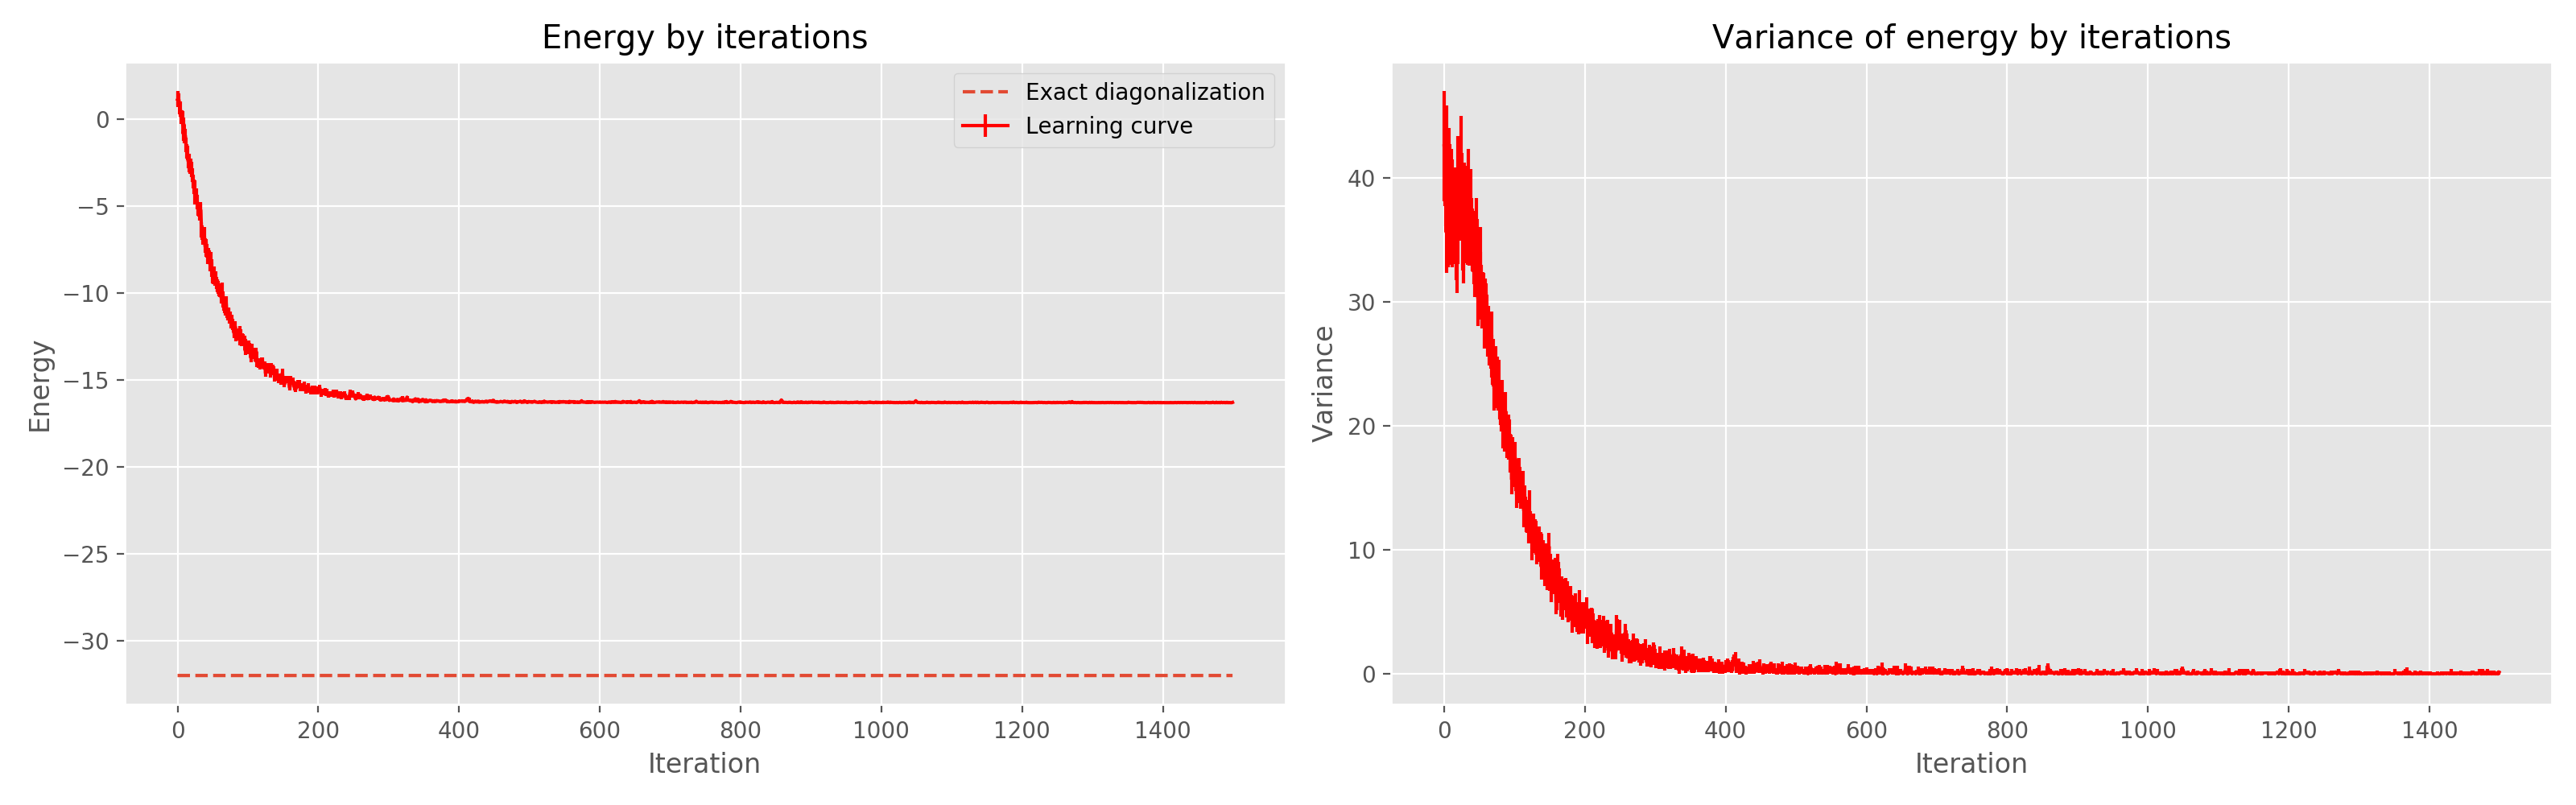 Energy by iterations
Exact diagonalization
Learning curve
0
−5
−10
−15
−20
−25
−30
Energy
0 200 400 600 800 1000 1200 1400
Iteration
Variance of energy by iterations
40
30
20
10
0
Variance
0 200 400 600 800 1000 1200 1400
Iteration